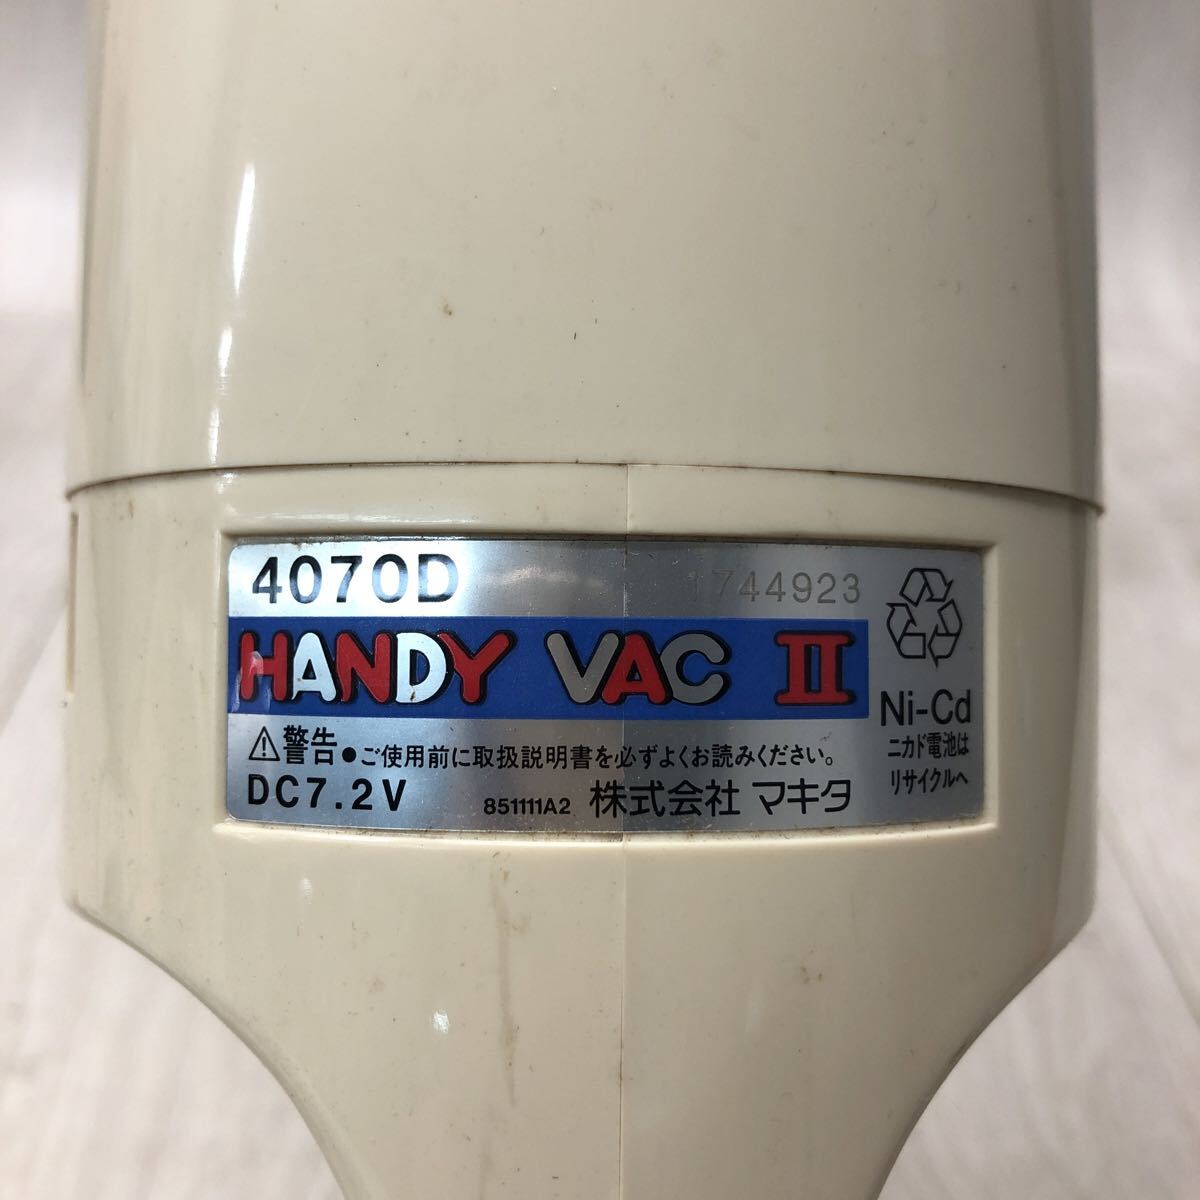 4070D 1744923
HANDY VAC II
⚠警告●ご使用前に取扱説明書を必ずよくお読みください。
DC7.2V 851111A2 株式会社 マキタ
Ni-Cd
ニカド電池は
リサイクルへ